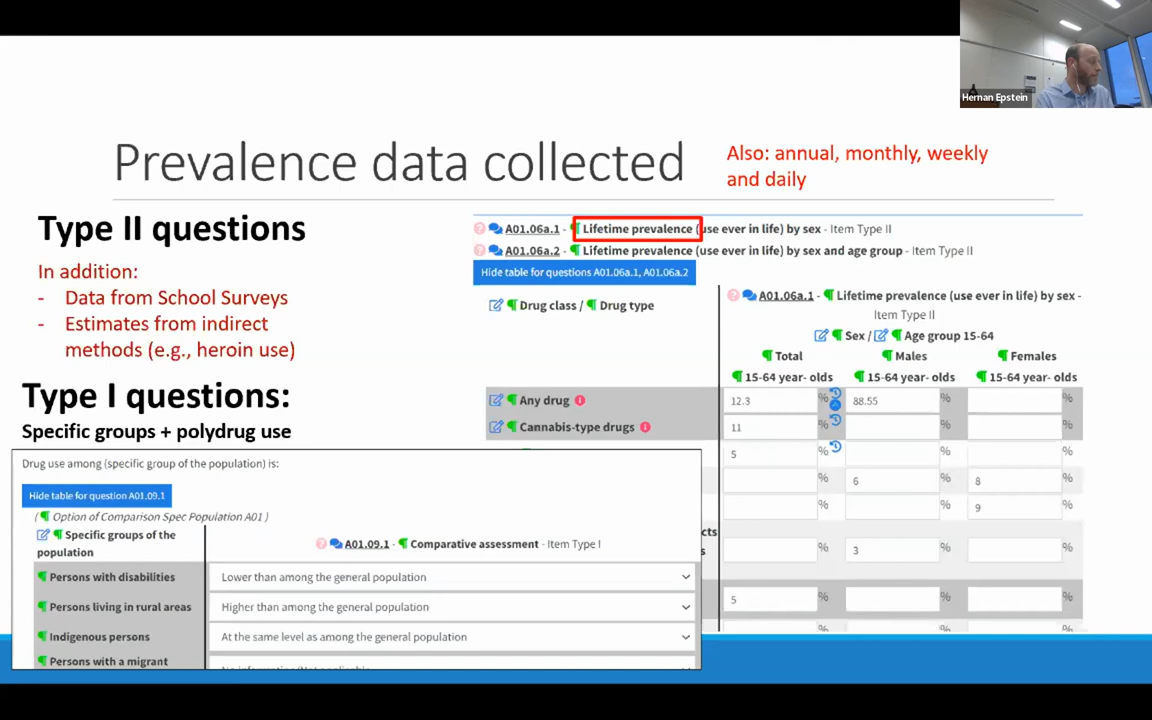 Hernan Epstein
Prevalence data collected
Also: annual, monthly, weekly
and daily
Type II questions
In addition:
- Data from School Surveys
- Estimates from indirect
methods (e.g., heroin use)
Type I questions:
Specific groups + polydrug use
A01.06a.1 - ¶ Lifetime prevalence (use ever in life) by sex - Item Type II
A01.06a.2 - ¶ Lifetime prevalence (use ever in life) by sex and age group - Item Type II
Hide table for questions A01.06a.1, A01.06a.2
¶ Drug class / ¶ Drug type
A01.06a.1 - ¶ Lifetime prevalence (use ever in life) by sex -
Item Type II
¶ Sex / ¶ Age group 15-64
¶ Total ¶ Males ¶ Females
¶ 15-64 year- olds ¶ 15-64 year- olds ¶ 15-64 year- olds
¶ Any drug 12.3 % 88.55 % %
¶ Cannabis-type drugs 11 % % %
5 % % %
% 6 % 8 %
% % 9 %
cts
s
% 3 % %
5 % % %
% % %
Drug use among (specific group of the population) is:
Hide table for question A01.09.1
(¶ Option of Comparison Spec Population A01 )
¶ Specific groups of the
population
A01.09.1 - ¶ Comparative assessment - Item Type I
¶ Persons with disabilities Lower than among the general population
¶ Persons living in rural areas Higher than among the general population
¶ Indigenous persons At the same level as among the general population
¶ Persons with a migrant